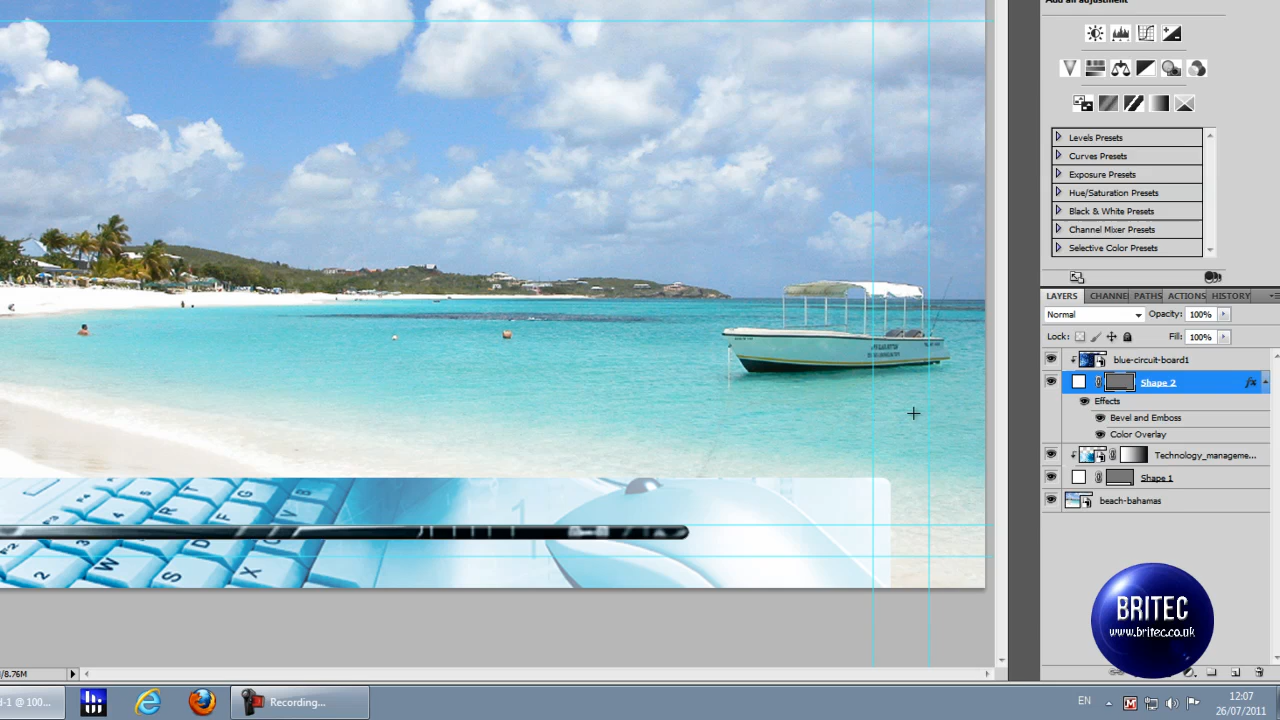 Add an adjustment
Levels Presets
Curves Presets
Exposure Presets
Hue/Saturation Presets
Black & White Presets
Channel Mixer Presets
Selective Color Presets
LAYERS CHANNE PATHS ACTIONS HISTORY
Normal Opacity: 100%
Lock: Fill: 100%
blue-circuit-board1
Shape 2 fx
Effects
Bevel and Emboss
Color Overlay
Technology_manageme...
Shape 1
beach-bahamas
BRITEC
www.britec.co.uk
/8.76M
d-1 @ 100...
Recording...
EN
12:07
26/07/2011